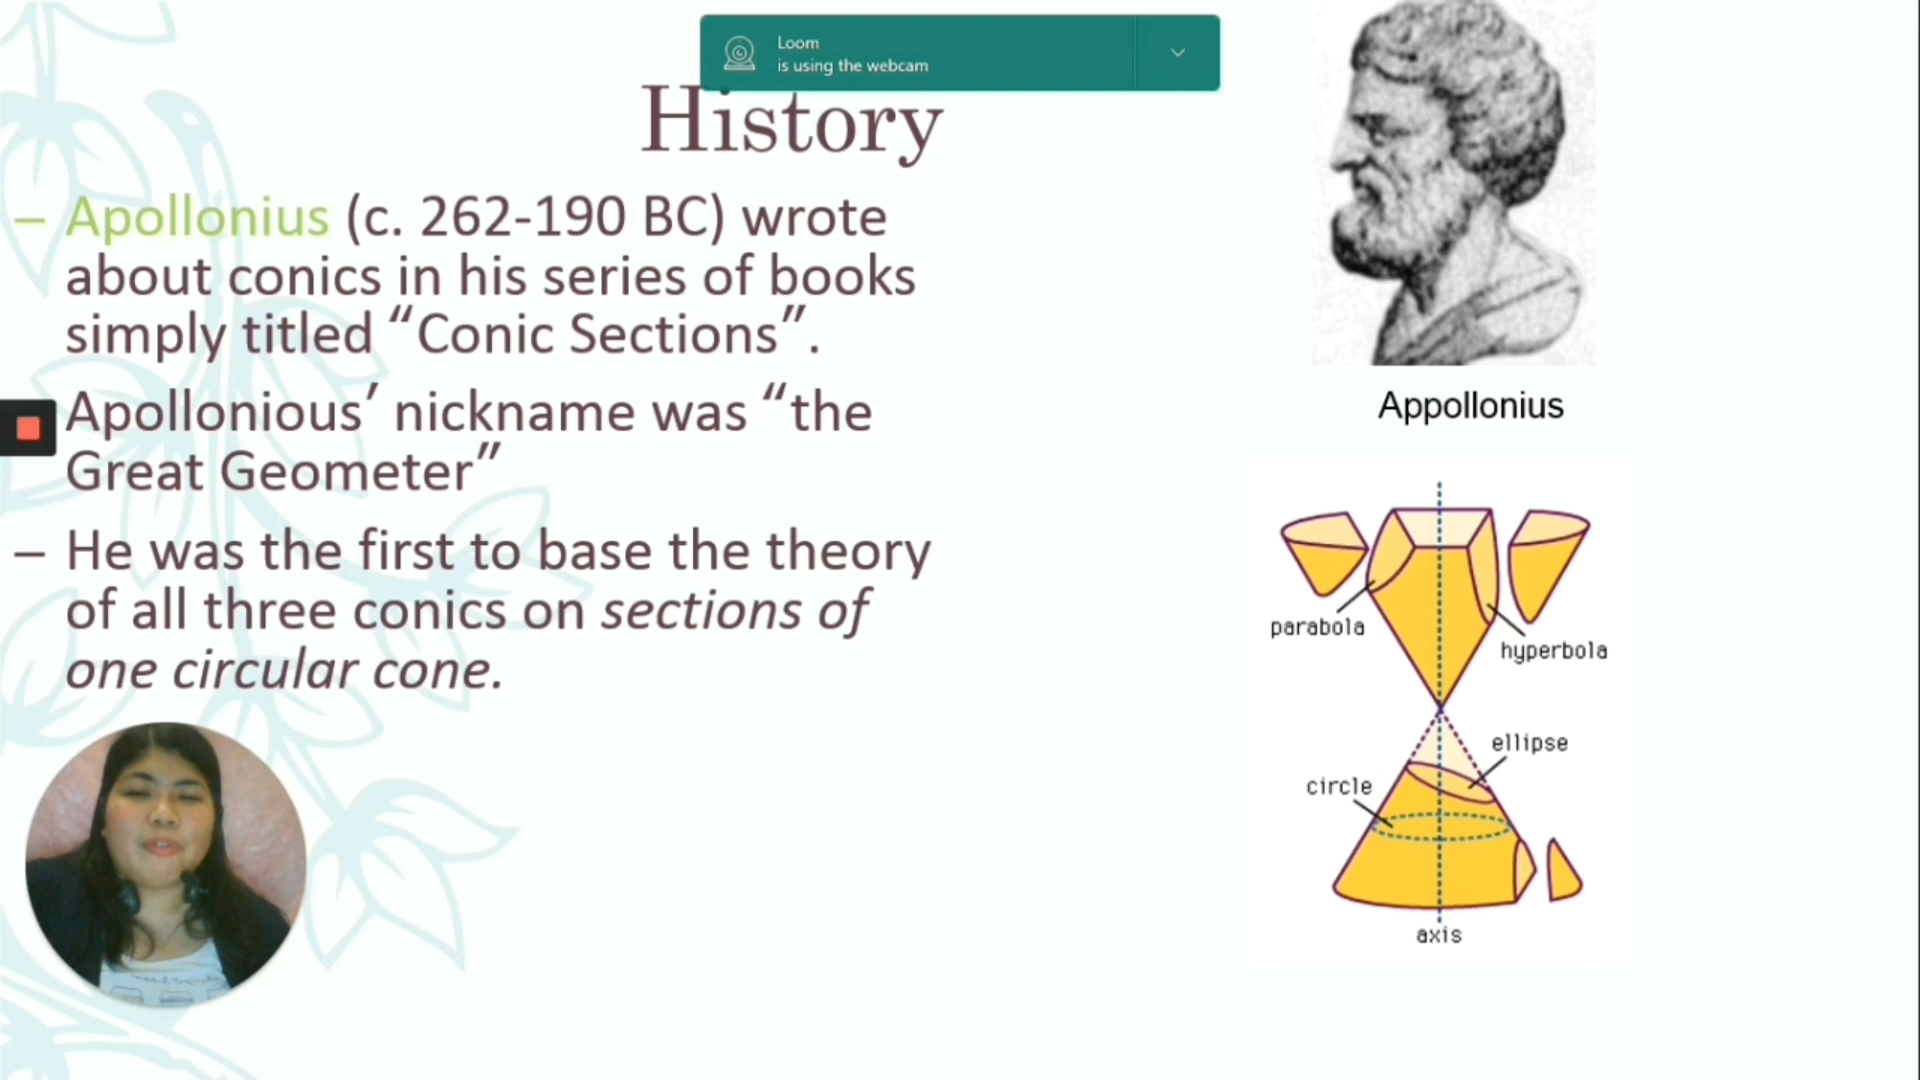 Loom
is using the webcam
History
– Apollonius (c. 262-190 BC) wrote
about conics in his series of books
simply titled “Conic Sections”.
Apollonious’ nickname was “the
Great Geometer”
– He was the first to base the theory
of all three conics on sections of
one circular cone.
Appollonius
parabola
hyperbola
ellipse
circle
axis